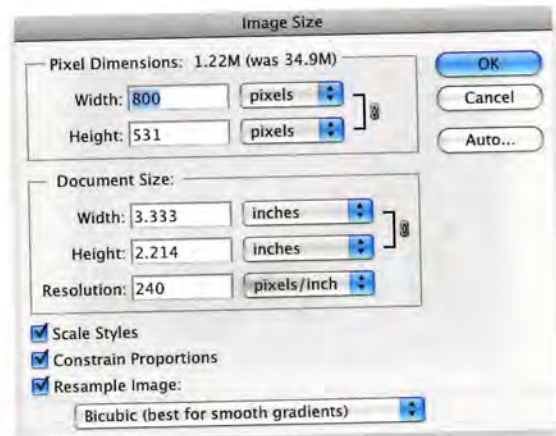 Image Size
Pixel Dimensions: 1.22M (was 34.9M)
Width: 800 pixels
Height: 531 pixels
OK
Cancel
Auto...
Document Size:
Width: 3.333 inches
Height: 2.214 inches
Resolution: 240 pixels/inch
Scale Styles
Constrain Proportions
Resample Image:
Bicubic (best for smooth gradients)